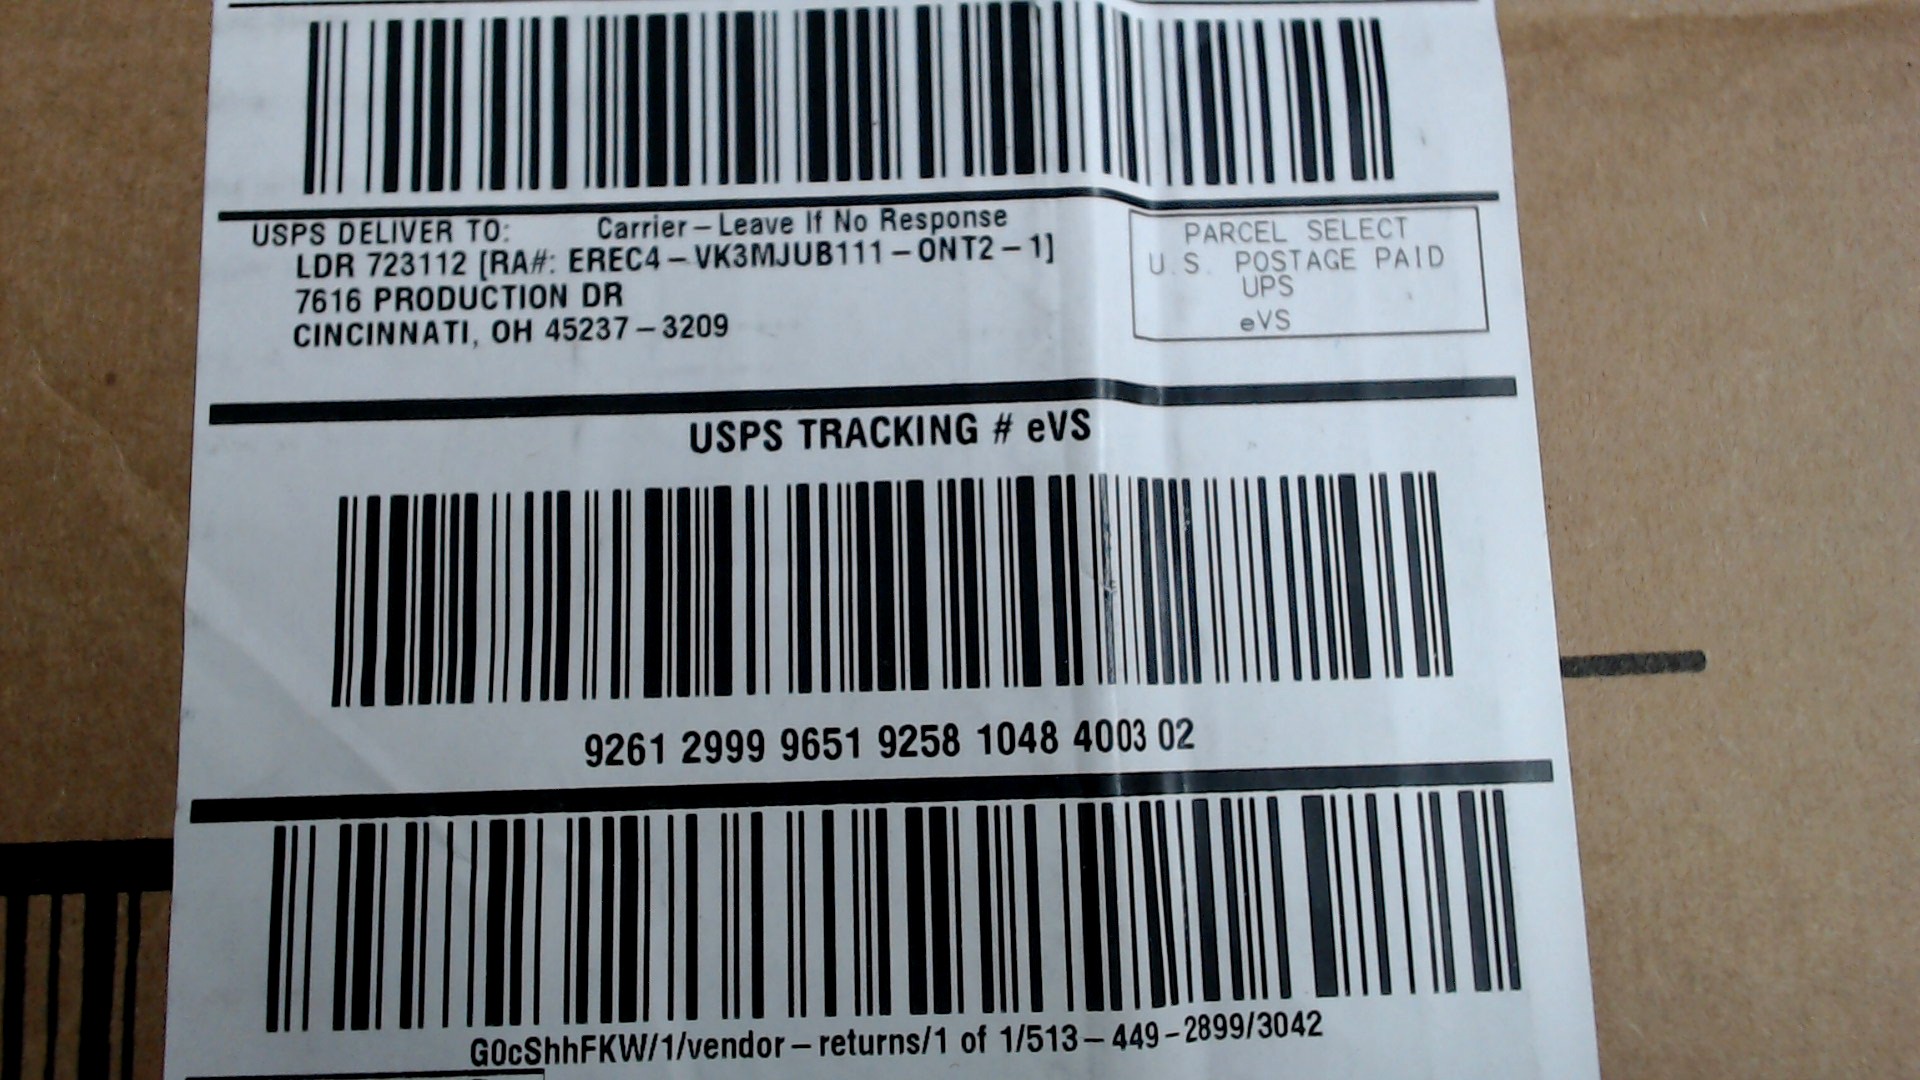 USPS DELIVER TO: Carrier – Leave If No Response
LDR 723112 [RA#: EREC4 – VK3MJUB111 – ONT2 – 1]
7616 PRODUCTION DR
CINCINNATI, OH 45237 – 3209
PARCEL SELECT
U.S. POSTAGE PAID
UPS
eVS
USPS TRACKING # eVS
9261 2999 9651 9258 1048 4003 02
G0cShhFKW/1/vendor – returns/1 of 1/513 – 449 – 2899/3042